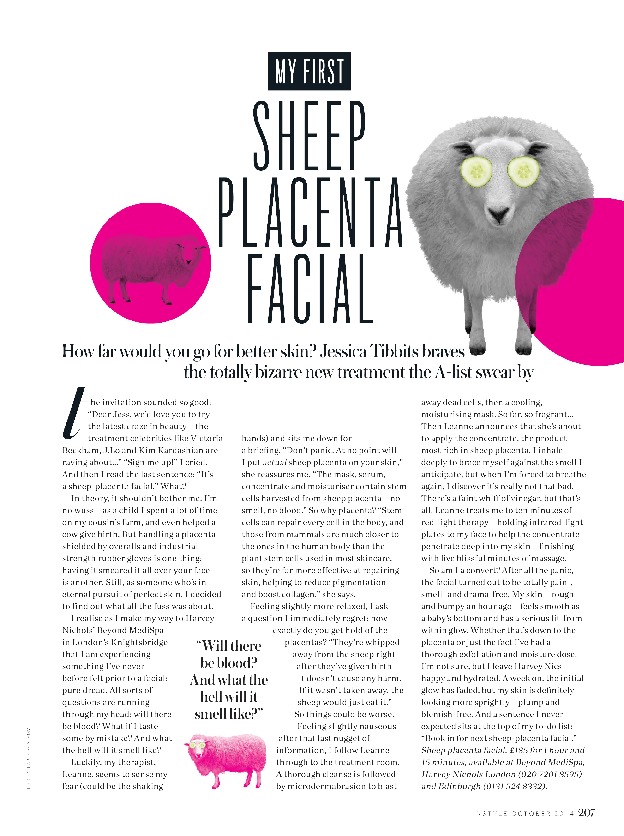 MY FIRST
SHEEP
PLACENTA
FACIAL
How far would you go for better skin? Jessica Tibbits braves
the totally bizarre new treatment the A-list swear by
The invitation sounded so good:
“Dear Jess, we'd love you to try
the latest craze in beauty – the
treatment celebrities like Victoria
Beckham, J.Lo and Kim Kardashian are
raving about...” “Sign me up!” I cried.
And then I read the last sentence: “It's
a sheep-placenta facial.” What?
In theory, it shouldn't bother me. I'm
no wuss – as a child I spent a lot of time
on my cousin's farm, and even helped a
cow give birth. But handling a placenta
shielded by overalls and industrial-
strength rubber gloves is one thing,
having it smeared all over your face
is another. Still, as someone who's in
eternal pursuit of perfect skin, I decided
to find out what all the fuss was about.
I realise as I make my way to Harvey
Nichols' Beyond MediSpa
in London's Knightsbridge
that I am experiencing
something I've never
before felt prior to a facial:
pure dread. All sorts of
questions are running
through my head: will there
be blood? What if I taste
some by mistake? And what
the hell will it smell like?
Luckily, my therapist,
Leanne, seems to sense my
fear (could be the shaking
hands) and sits me down for
a briefing. “Don't panic. At no point will
I put actual sheep placenta on your skin,”
she reassures me. “The mask, serum,
concentrate and moisturiser contain stem
cells harvested from sheep placenta – no
smell, no blood.” So why placenta? “Stem
cells can repair every cell in the body, and
those from mammals are much closer to
the ones in the human body than the
plant stem cells used in most skincare,
so they're far more effective at repairing
skin, helping to reduce pigmentation
and boost collagen,” she says.
Feeling slightly more relaxed, I ask
a question I immediately regret: how
exactly do you get hold of the
placentas? “They're whipped
away from the sheep right
after they've given birth –
it doesn't cause any harm.
If it wasn't taken away, the
sheep would just eat it.”
So things could be worse.
Feeling slightly nauseous
after that last nugget of
information, I follow Leanne
through to the treatment room.
A thorough cleanse is followed
by microdermabrasion to blast
“Will there
be blood?
And what the
hell will it
smell like?”
away dead cells, then a cooling,
moisturising mask. So far, so fragrant...
Then Leanne announces that she's about
to apply the concentrate, the product
most rich in sheep placenta. I inhale
deeply to brace myself against the smell I
anticipate, but when I'm forced to breathe
again, I discover it's really not that bad.
There's a faint whiff of vinegar, but that's
all. Leanne treats me to ten minutes of
red-light therapy – holding infrared-light
plates to my face to help the concentrate
penetrate deep into my skin – finishing
with five blissful minutes of massage.
So am I a convert? After all the panic,
the facial turned out to be totally pain-,
smell- and drama-free. My skin – rough
and bumpy an hour ago – feels smooth as
a baby's bottom and has a serious lit-from-
within glow. Whether that's down to the
placenta or just the fact I've had a
thorough exfoliation and moisture dose,
I'm not sure, but I leave Harvey Nics
happy and hydrated. A week on, the initial
glow has faded, but my skin is definitely
looking more sprightly – plump and
blemish-free. And a sentence I never
expected sits at the top of my to-do list:
“Book in for next sheep-placenta facial.”
Sheep placenta facial, £185 for 1 hour and
15 minutes, available at Beyond MediSpa,
Harvey Nichols London
and Edinburgh
INSTYLE OCTOBER 2014 207